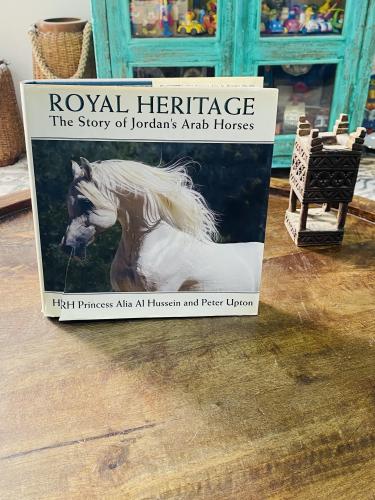 ROYAL HERITAGE
The Story of Jordan's Arab Horses
HRH Princess Alia Al Hussein and Peter Upton